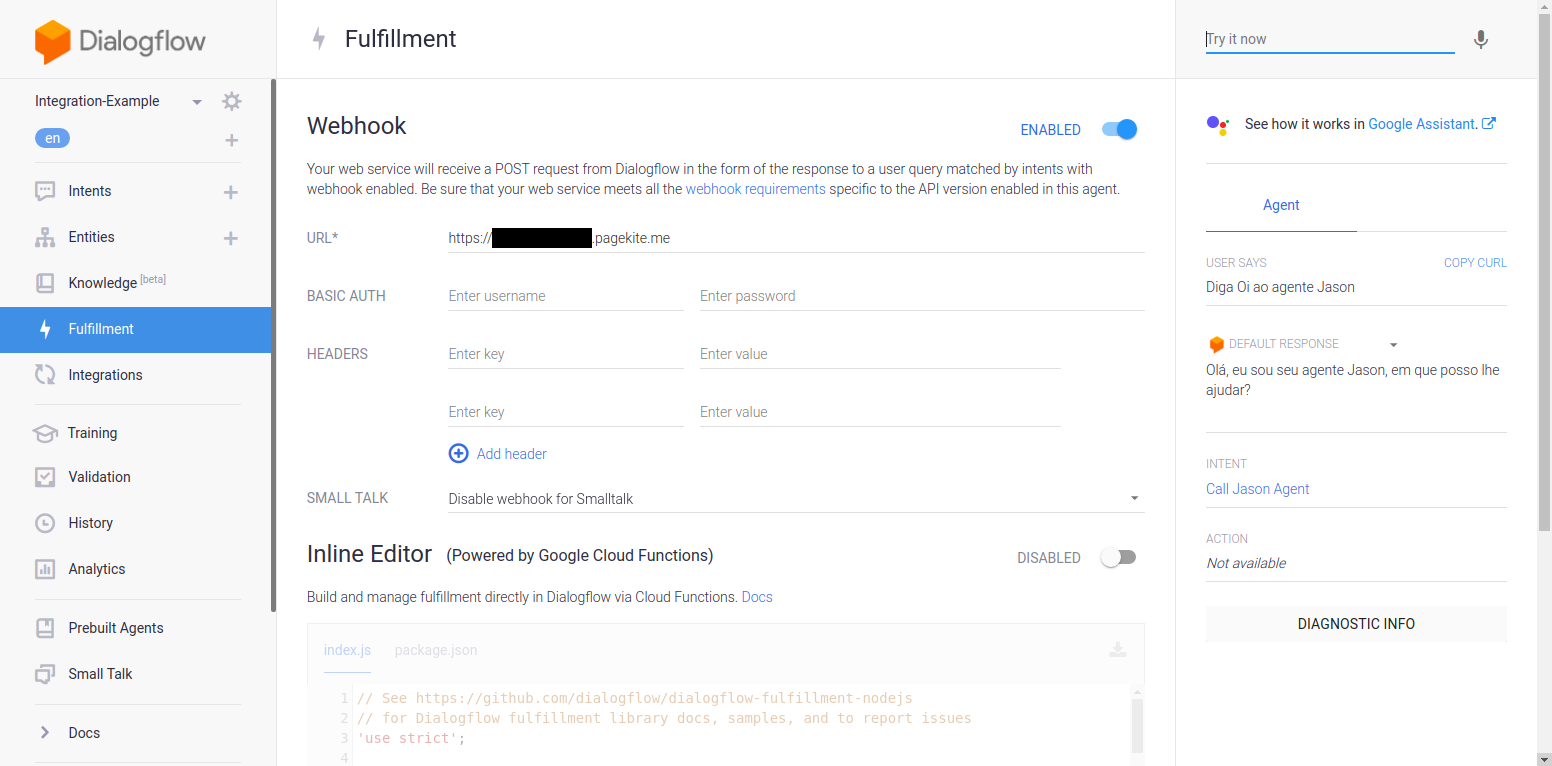 Dialogflow
Integration-Example
en
Intents
Entities
Knowledge [beta]
Fulfillment
Integrations
Training
Validation
History
Analytics
Prebuilt Agents
Small Talk
Docs
Fulfillment
Webhook
ENABLED
Your web service will receive a POST request from Dialogflow in the form of the response to a user query matched by intents with
webhook enabled. Be sure that your web service meets all the webhook requirements specific to the API version enabled in this agent.
URL*
https://
.pagekite.me
BASIC AUTH
Enter username
Enter password
HEADERS
Enter key
Enter value
Enter key
Enter value
Add header
SMALL TALK
Disable webhook for Smalltalk
Inline Editor (Powered by Google Cloud Functions)
DISABLED
Build and manage fulfillment directly in Dialogflow via Cloud Functions. Docs
index.js
package.json
1 // See https://github.com/dialogflow/dialogflow-fulfillment-nodejs
2 // for Dialogflow fulfillment library docs, samples, and to report issues
3 'use strict';
4
Try it now
See how it works in Google Assistant.
Agent
USER SAYS
COPY CURL
Diga Oi ao agente Jason
DEFAULT RESPONSE
Olá, eu sou seu agente Jason, em que posso lhe
ajudar?
INTENT
Call Jason Agent
ACTION
Not available
DIAGNOSTIC INFO